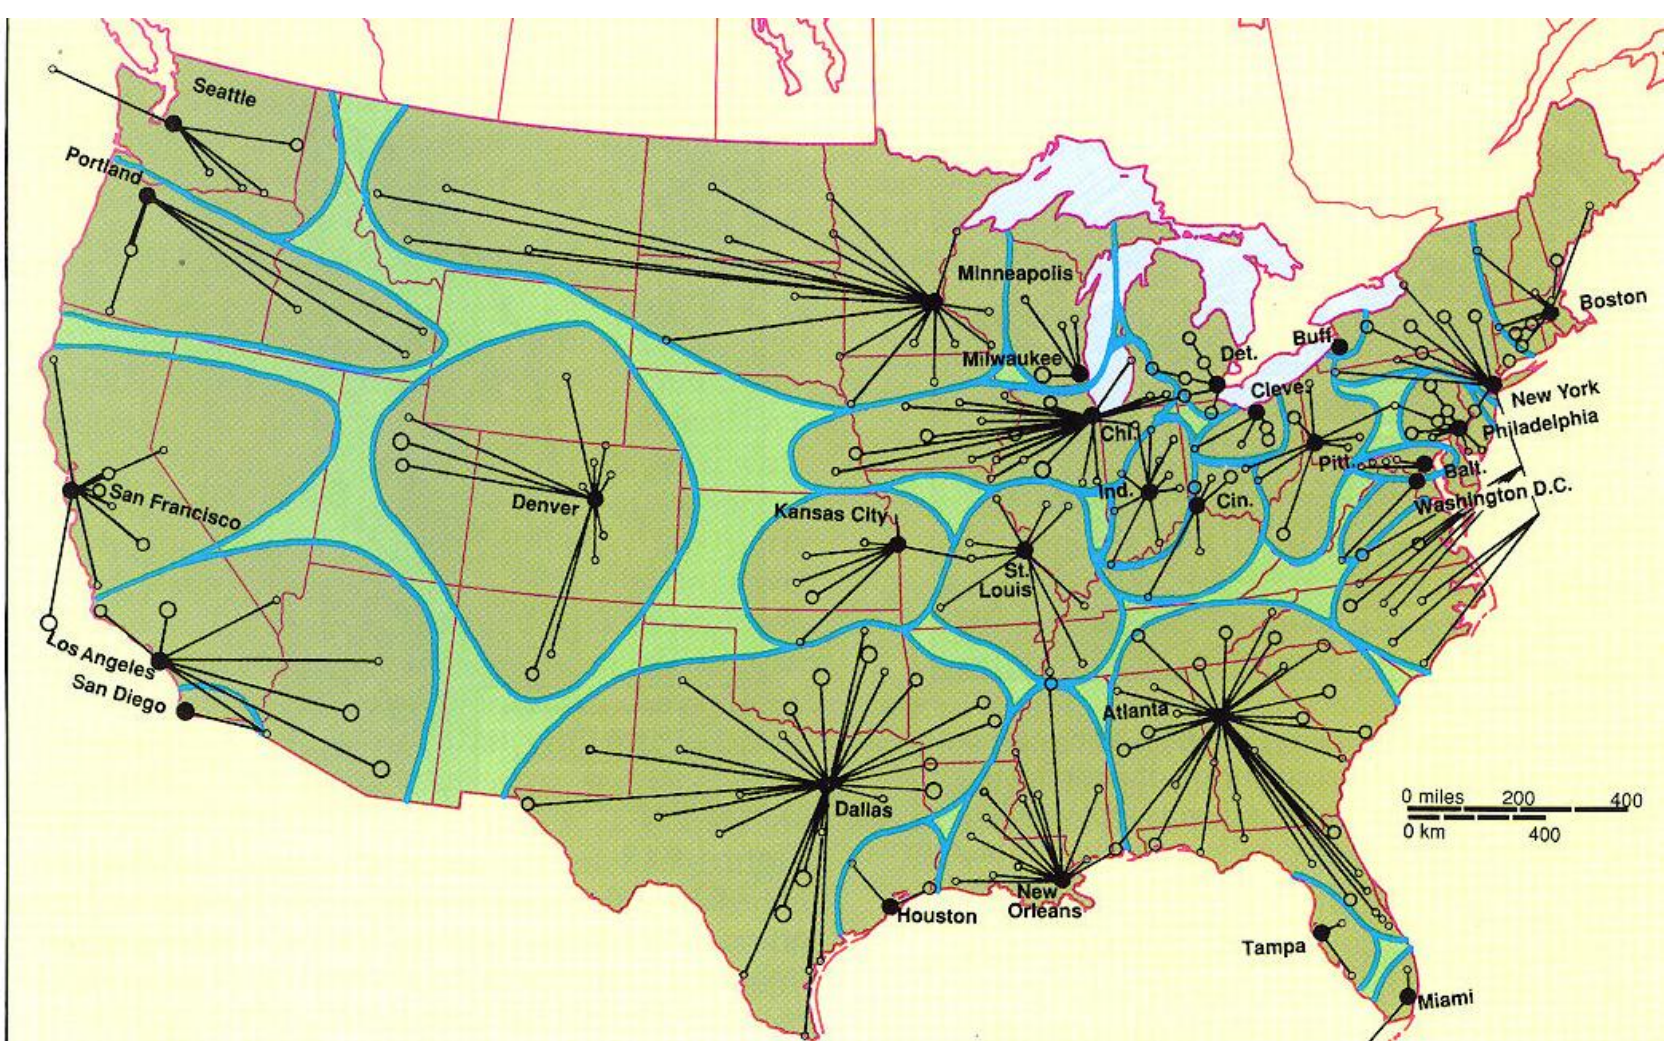 Seattle
Portland
Minneapolis
Boston
Buff.
Milwaukee
Det.
Cleve.
New York
Philadelphia
Chi.
Pitt.
Balt.
San Francisco
Denver
Ind.
Cin.
Washington D.C.
Kansas City
St.
Louis
Los Angeles
San Diego
Atlanta
Dallas
0 miles 200 400
0 km 400
New
Orleans
Houston
Tampa
Miami